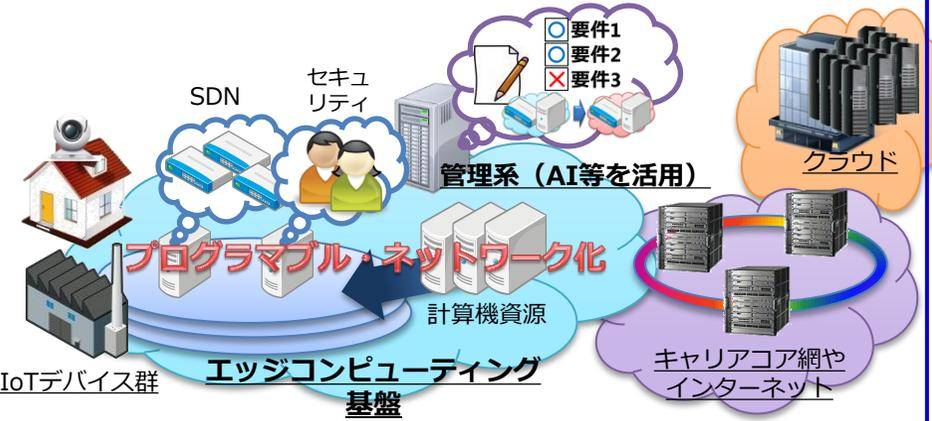 要件1
要件2
要件3
セキュ
リティ
SDN
クラウド
管理系（AI等を活用）
プログラマブル・ネットワーク化
計算機資源
キャリアコア網や
インターネット
エッジコンピューティング
基盤
IoTデバイス群